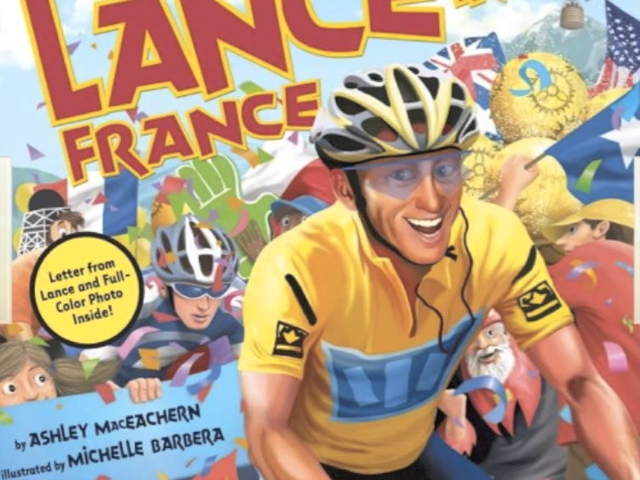 LANCE
FRANCE
Letter from
Lance and Full-
Color Photo
Inside!
by ASHLEY MACEACHERN
illustrated by MICHELLE BARBERA